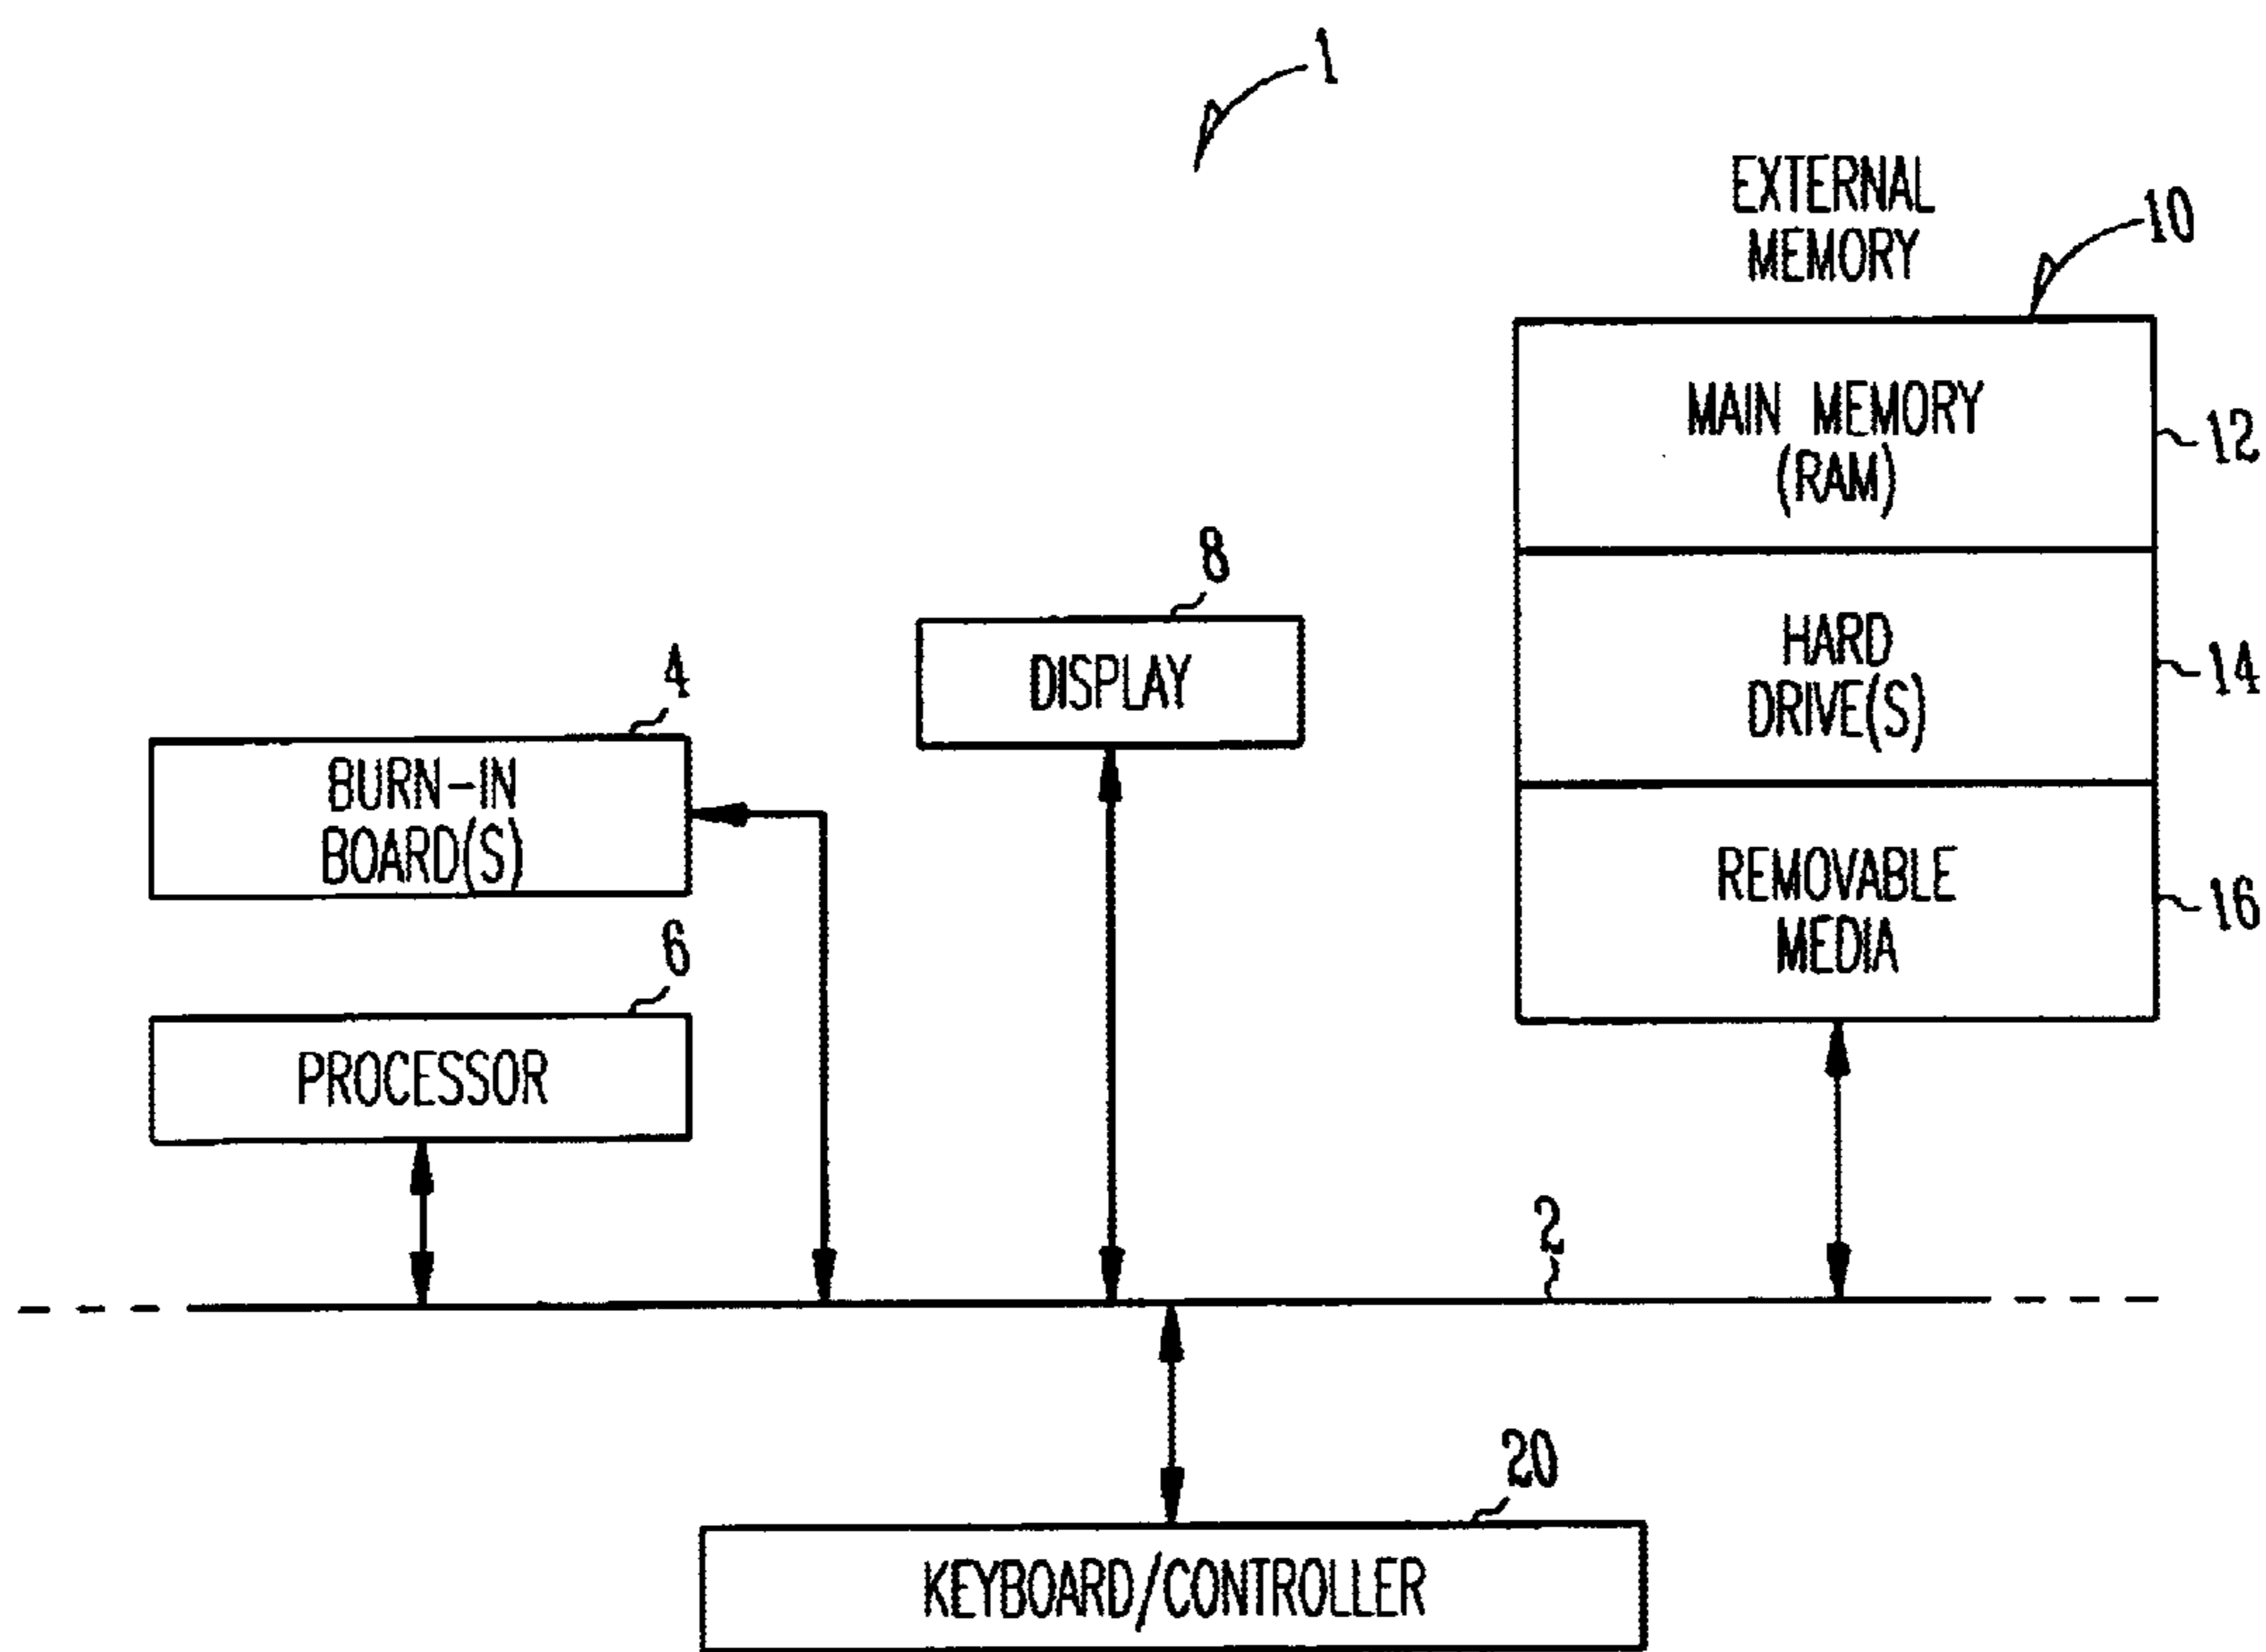 1
EXTERNAL
MEMORY
10
MAIN MEMORY
(RAM)
12
8
DISPLAY
HARD
DRIVE(S)
14
4
BURN-IN
BOARD(S)
REMOVABLE
MEDIA
16
6
PROCESSOR
2
20
KEYBOARD/CONTROLLER